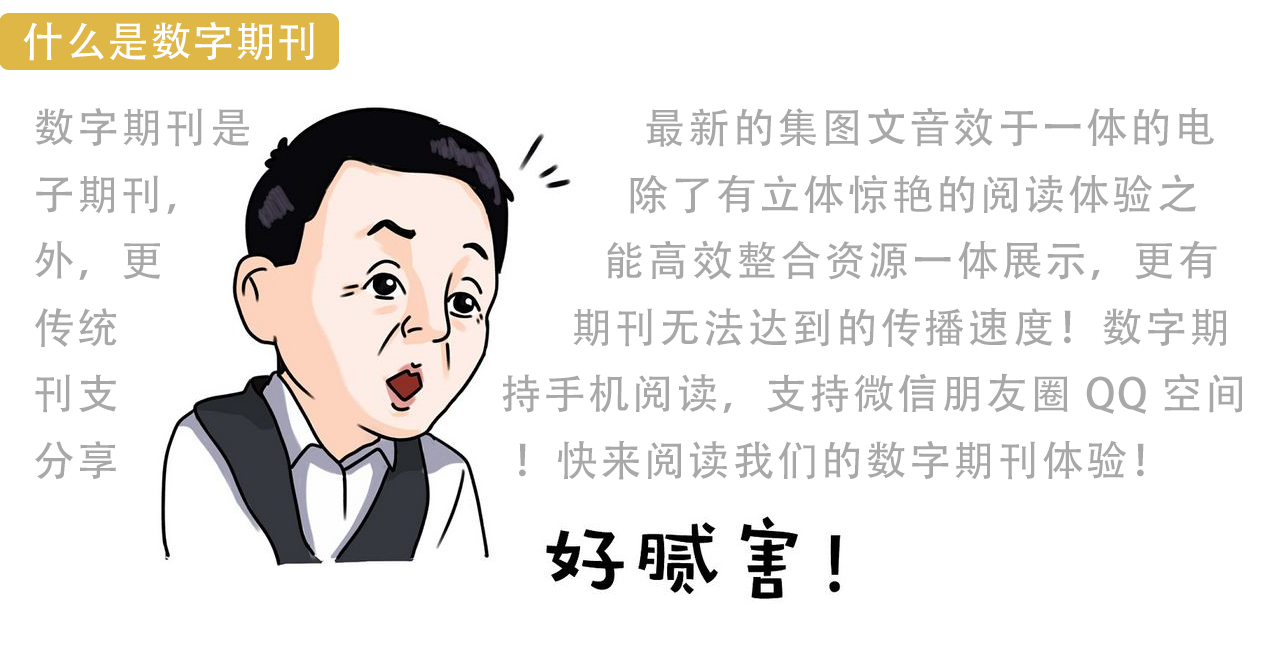 什么是数字期刊
数字期刊是最新的集图文音效于一体的电
子期刊，除了有立体惊艳的阅读体验之
外，更能高效整合资源一体展示，更有
传统期刊无法达到的传播速度！数字期
刊支持手机阅读，支持微信朋友圈 QQ 空间
分享！快来阅读我们的数字期刊体验！
好腻害！